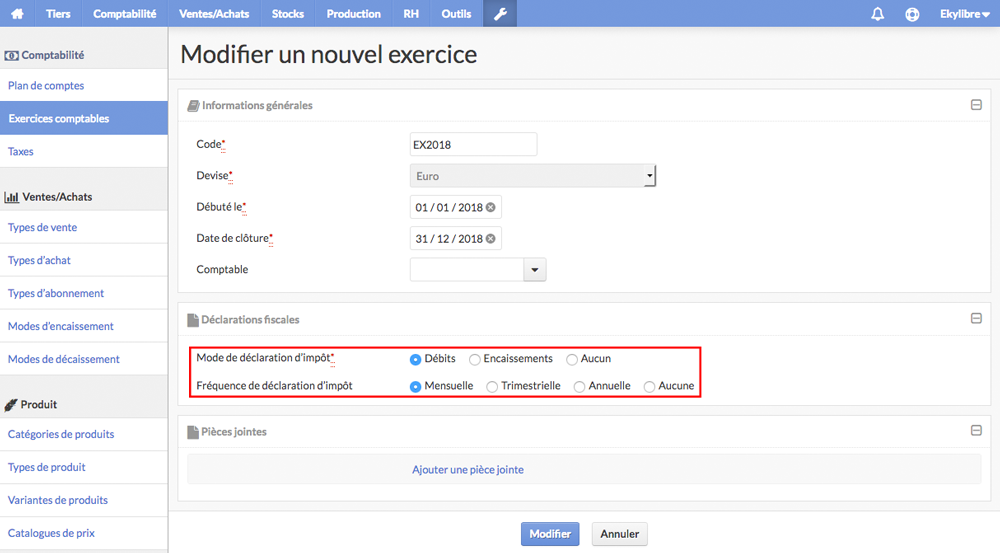 Tiers Comptabilité Ventes/Achats Stocks Production RH Outils Ekylibre
Comptabilité
Plan de comptes
Exercices comptables
Taxes
Ventes/Achats
Types de vente
Types d'achat
Types d'abonnement
Modes d'encaissement
Modes de décaissement
Produit
Catégories de produits
Types de produit
Variantes de produits
Catalogues de prix
Modifier un nouvel exercice
Informations générales
Code* EX2018
Devise* Euro
Débuté le* 01 / 01 / 2018
Date de clôture* 31 / 12 / 2018
Comptable
Déclarations fiscales
Mode de déclaration d'impôt* Débits Encaissements Aucun
Fréquence de déclaration d'impôt Mensuelle Trimestrielle Annuelle Aucune
Pièces jointes
Ajouter une pièce jointe
Modifier Annuler